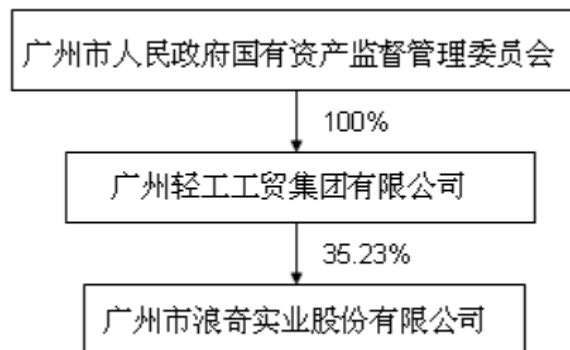 广州市人民政府国有资产监督管理委员会
100%
广州轻工工贸集团有限公司
35.23%
广州市浪奇实业股份有限公司